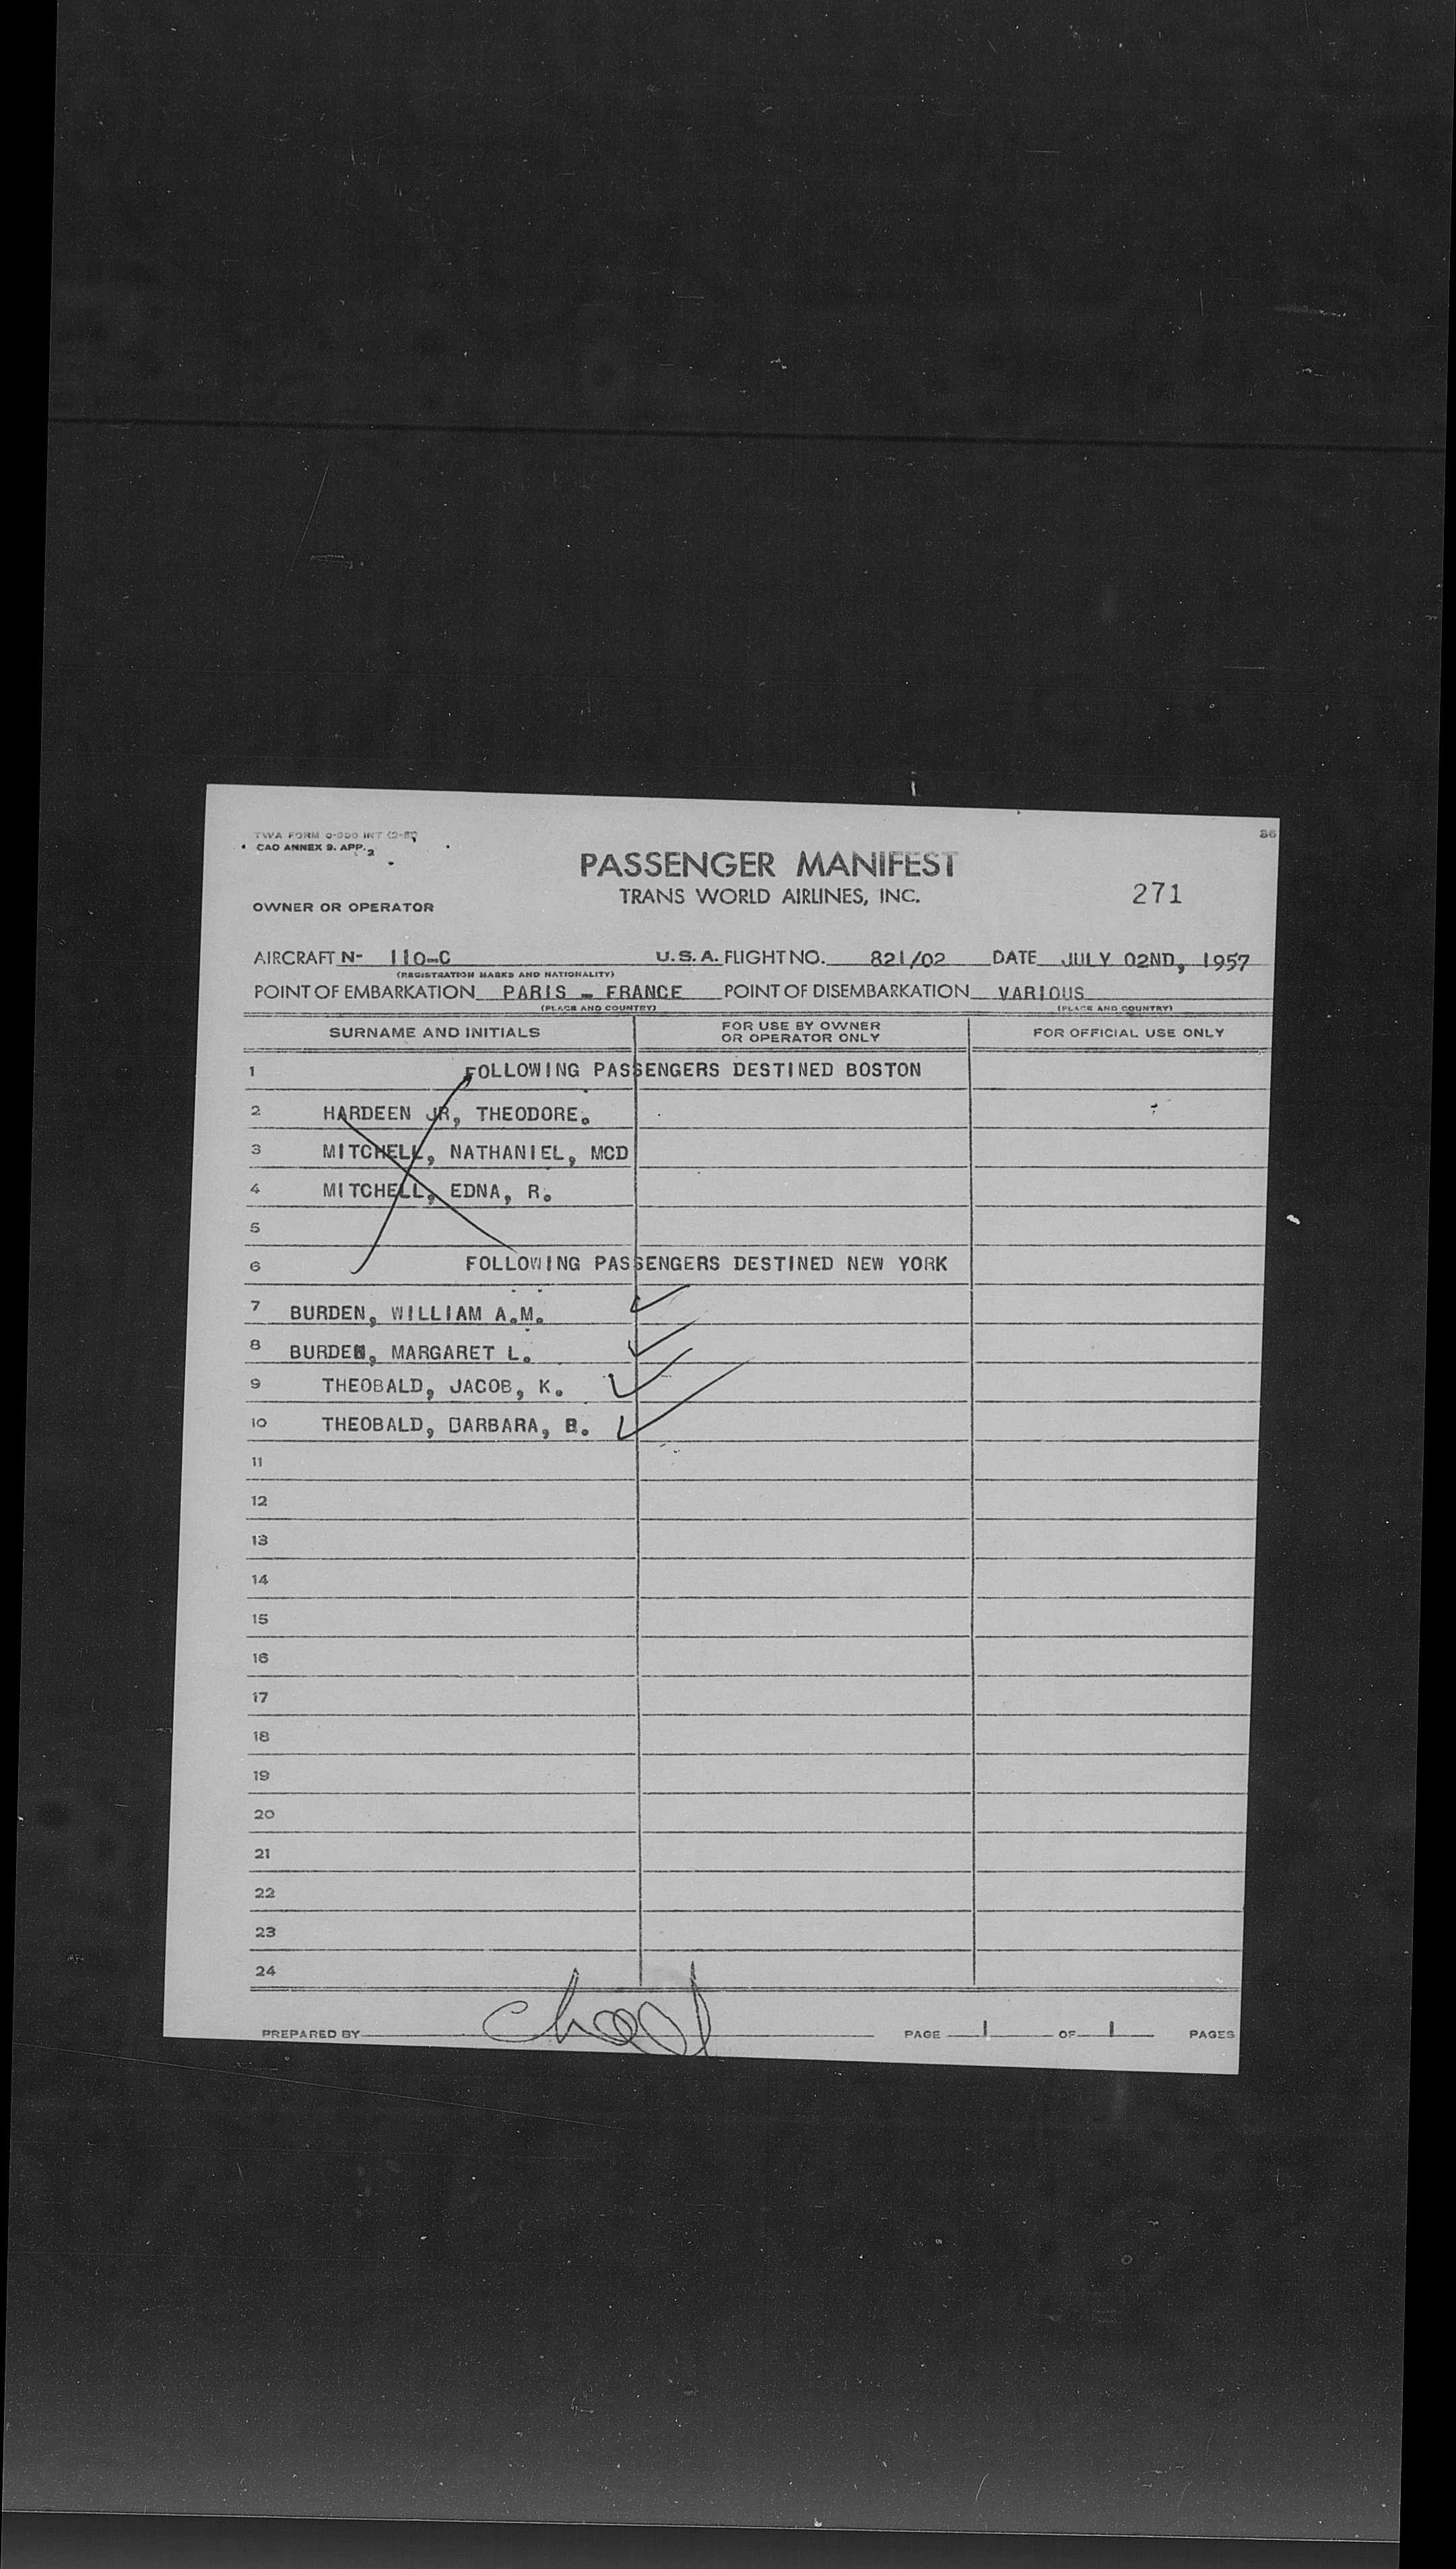 86
CAO ANNEX 9. APP. 2
PASSENGER MANIFEST
TRANS WORLD AIRLINES, INC.
271
OWNER OR OPERATOR
AIRCRAFT N- 110-C U.S.A. FLIGHT NO. 821/02 DATE JULY 02ND, 1957
(REGISTRATION MARKS AND NATIONALITY)
POINT OF EMBARKATION PARIS - FRANCE POINT OF DISEMBARKATION VARIOUS
(PLACE AND COUNTRY) (PLACE AND COUNTRY)
SURNAME AND INITIALS FOR USE BY OWNER OR OPERATOR ONLY FOR OFFICIAL USE ONLY
1 FOLLOWING PASSENGERS DESTINED BOSTON
2 HARDEEN JR, THEODORE.
3 MITCHELL, NATHANIEL, MCD
4 MITCHELL, EDNA, R.
5
6 FOLLOWING PASSENGERS DESTINED NEW YORK
7 BURDEN, WILLIAM A.M.
8 BURDEN, MARGARET L.
9 THEOBALD, JACOB, K.
10 THEOBALD, BARBARA, B.
11
12
13
14
15
16
17
18
19
20
21
22
23
24
PREPARED BY PAGE 1 OF 1 PAGES